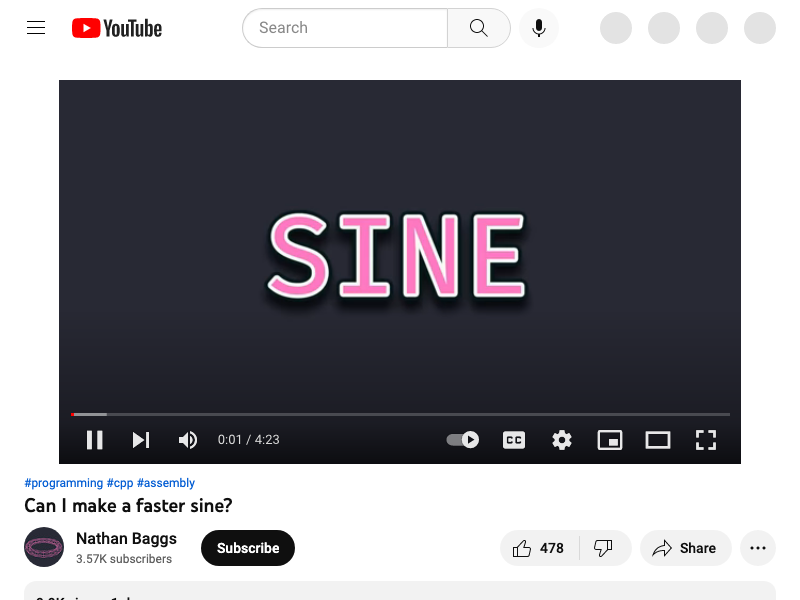 YouTube
Search
SINE
0:01 / 4:23
CC
#programming #cpp #assembly
Can I make a faster sine?
Nathan Baggs
3.57K subscribers
Subscribe
478
Share